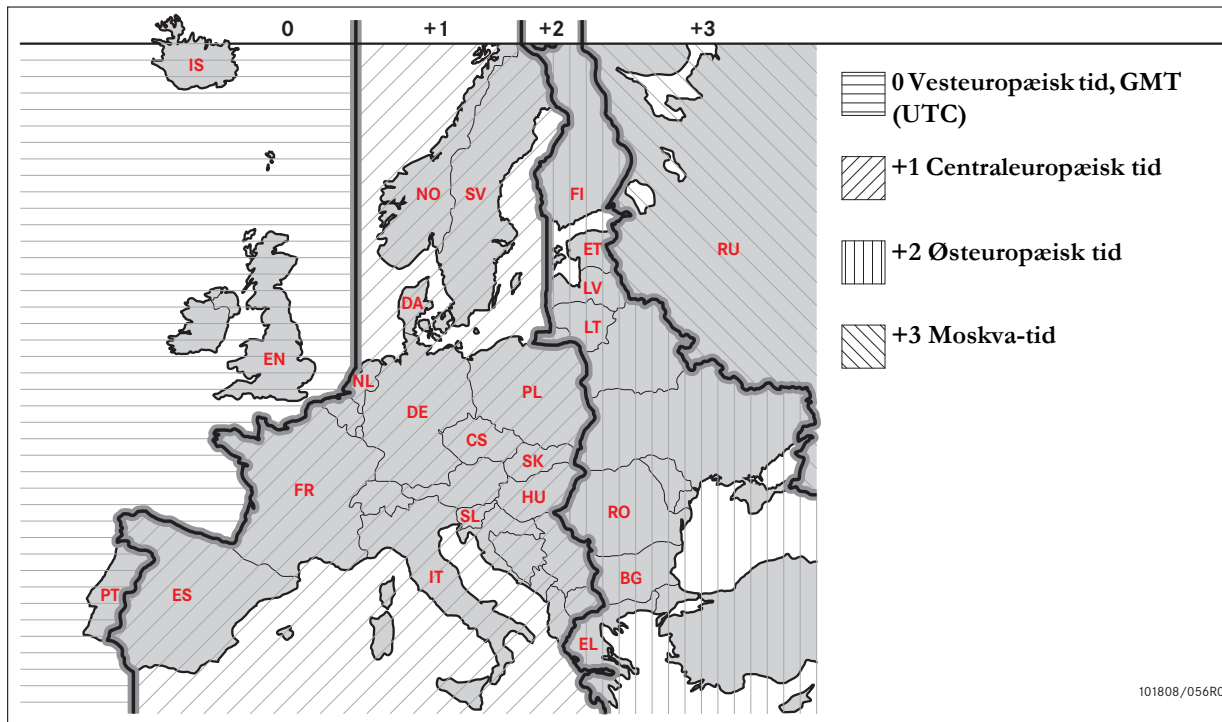 0
+1
+2
+3
IS
NO
SV
FI
ET
RU
LV
DA
LT
EN
NL
DE
PL
CS
SK
FR
HU
SL
RO
IT
BG
PT
ES
EL
0 Vesteuropæisk tid, GMT
(UTC)
+1 Centraleuropæisk tid
+2 Østeuropæisk tid
+3 Moskva-tid